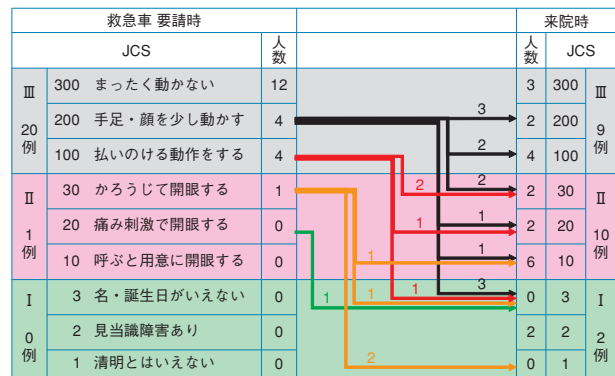 救急車 要請時 来院時
JCS 人数 人数 JCS
Ⅲ 20例 300 まったく動かない 12 3 300 Ⅲ 9例
200 手足・顔を少し動かす 4 3 2 200
100 払いのける動作をする 4 2 4 100
Ⅱ 1例 30 かろうじて開眼する 1 2 2 2 30 Ⅱ 10例
20 痛み刺激で開眼する 0 1 1 2 20
10 呼ぶと用意に開眼する 0 1 1 6 10
Ⅰ 0例 3 名・誕生日がいえない 0 1 1 1 3 0 3 Ⅰ 2例
2 見当識障害あり 0 2 2
1 清明とはいえない 0 2 0 1